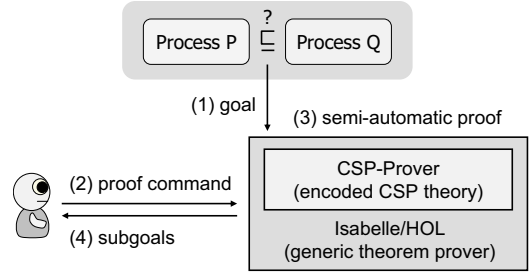 ?
Process P ⊑ Process Q
(1) goal
(3) semi-automatic proof
CSP-Prover
(encoded CSP theory)
(2) proof command
(4) subgoals
Isabelle/HOL
(generic theorem prover)